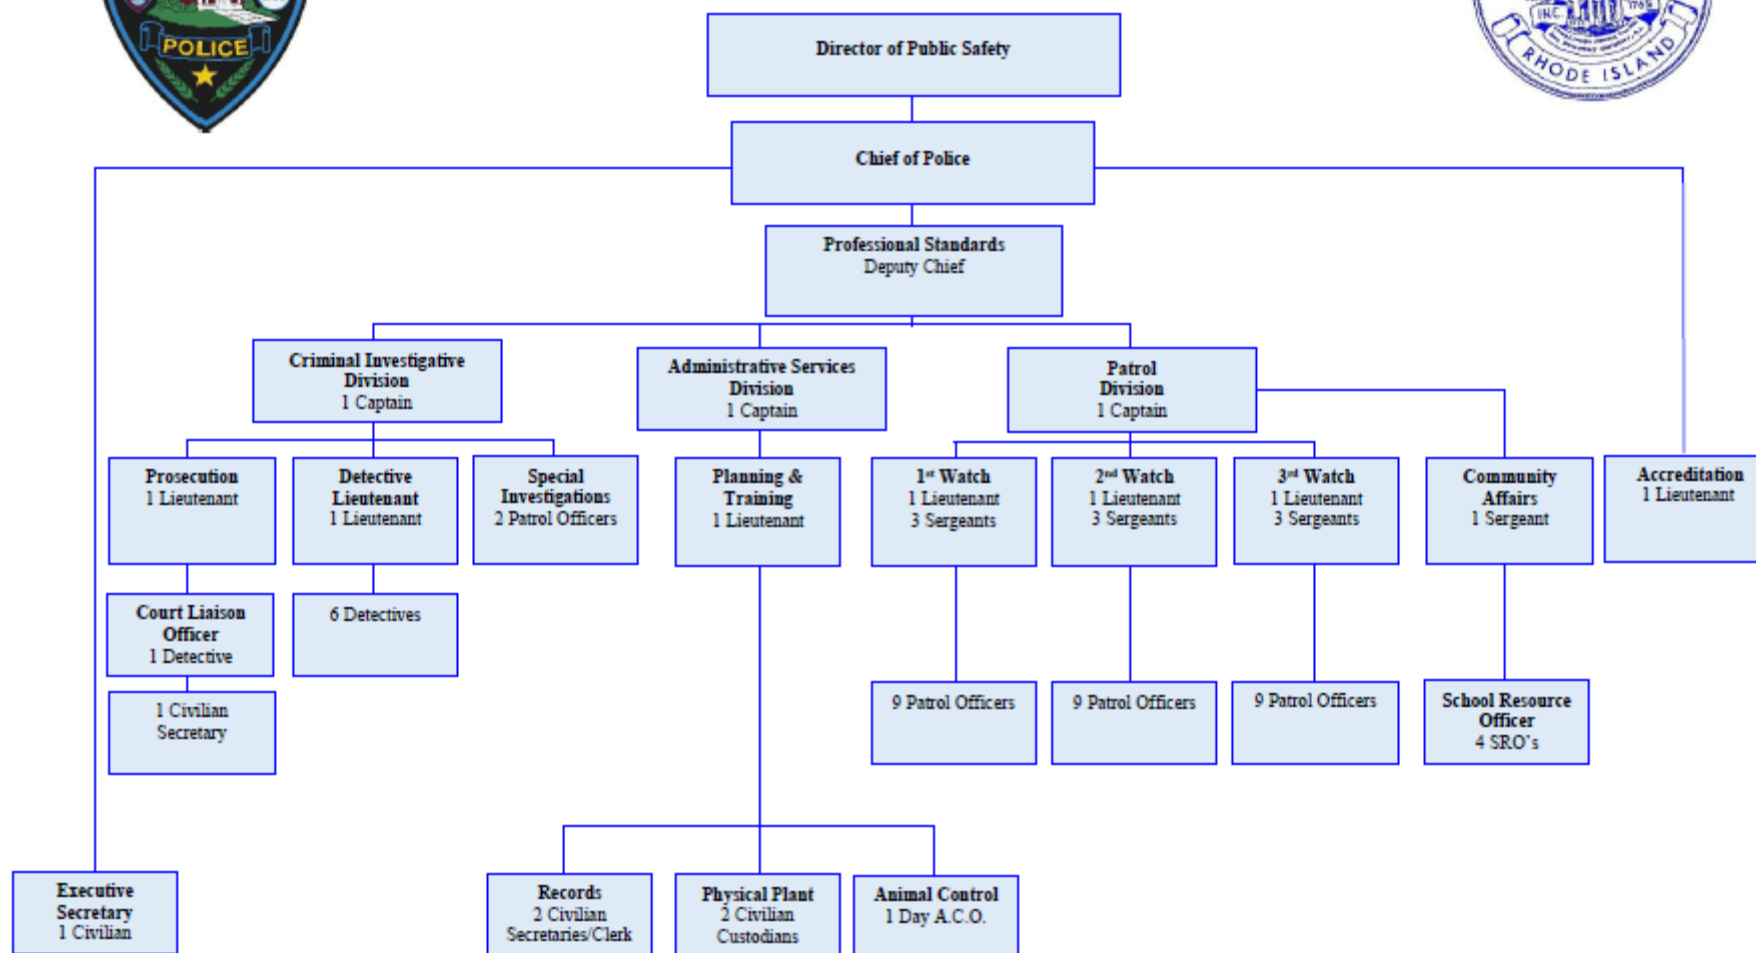 POLICE
INC.
1765
RHODE ISLAND
Director of Public Safety
Chief of Police
Professional Standards
Deputy Chief
Criminal Investigative
Division
1 Captain
Administrative Services
Division
1 Captain
Patrol
Division
1 Captain
Prosecution
1 Lieutenant
Detective
Lieutenant
1 Lieutenant
Special
Investigations
2 Patrol Officers
Planning &
Training
1 Lieutenant
1st Watch
1 Lieutenant
3 Sergeants
2nd Watch
1 Lieutenant
3 Sergeants
3rd Watch
1 Lieutenant
3 Sergeants
Community
Affairs
1 Sergeant
Accreditation
1 Lieutenant
Court Liaison
Officer
1 Detective
6 Detectives
1 Civilian
Secretary
9 Patrol Officers
9 Patrol Officers
9 Patrol Officers
School Resource
Officer
4 SRO's
Executive
Secretary
1 Civilian
Records
2 Civilian
Secretaries/Clerk
Physical Plant
2 Civilian
Custodians
Animal Control
1 Day A.C.O.